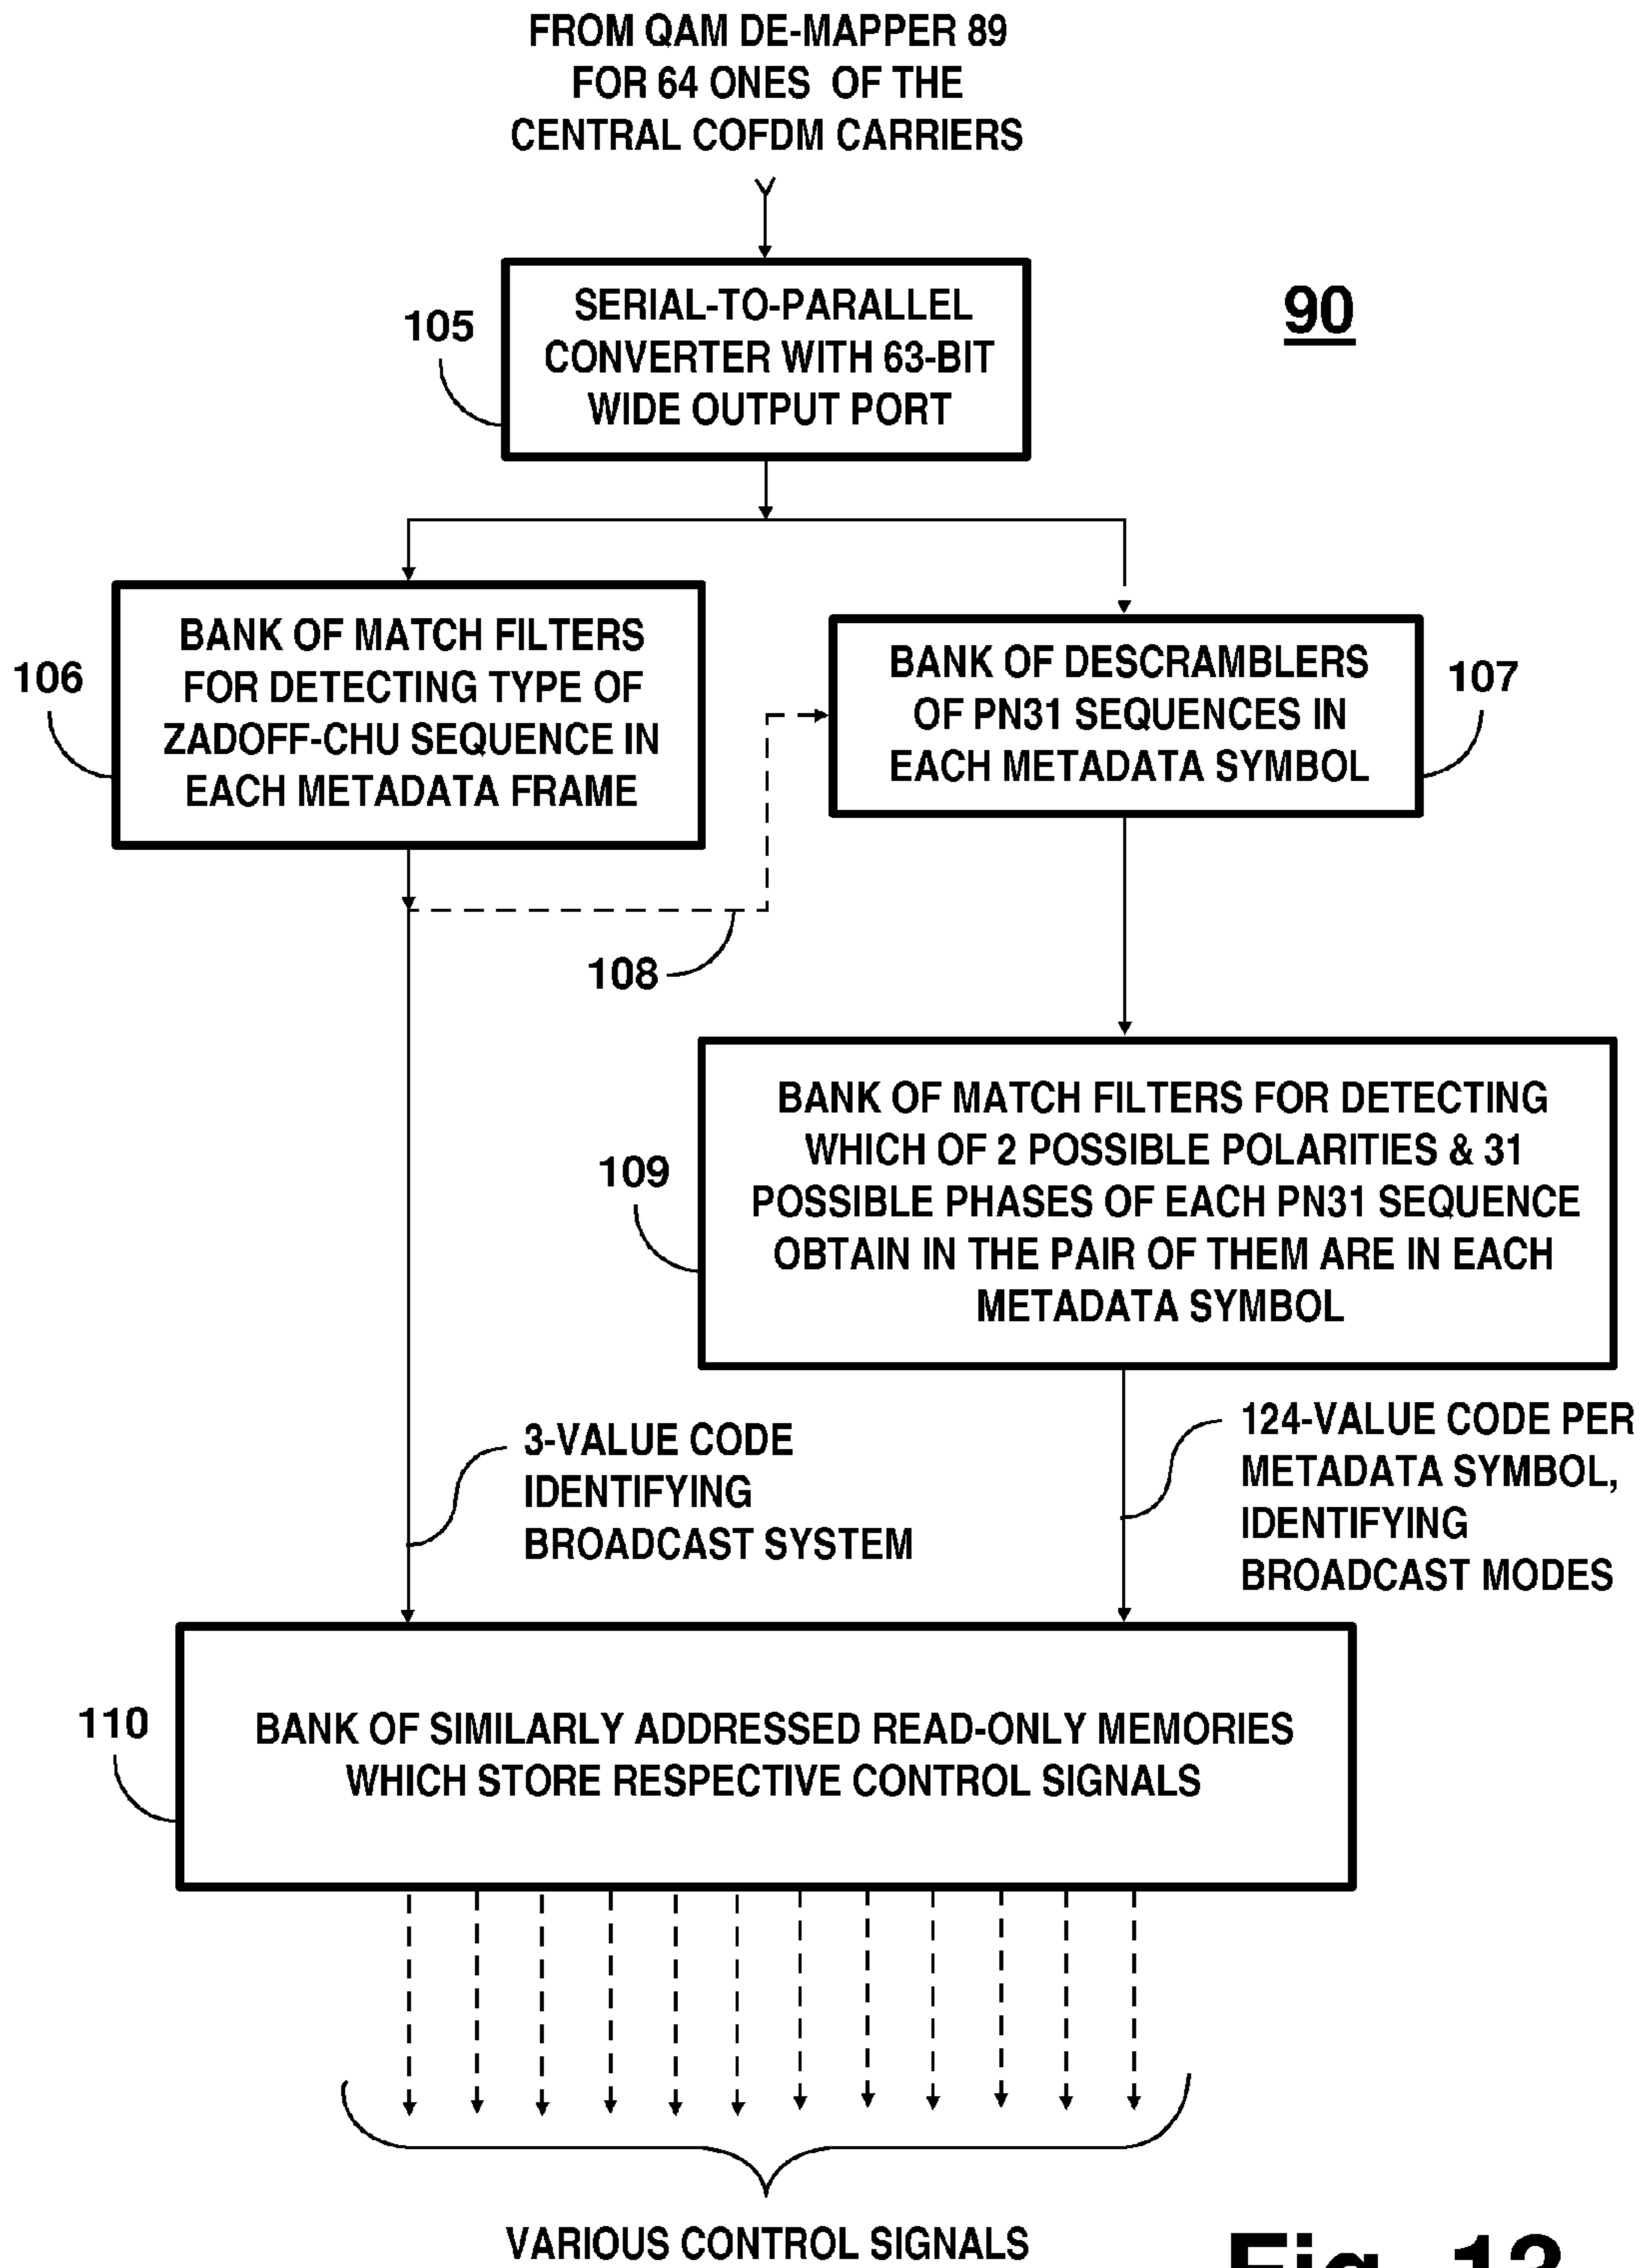 FROM QAM DE-MAPPER 89
FOR 64 ONES OF THE
CENTRAL COFDM CARRIERS
90
105
SERIAL-TO-PARALLEL
CONVERTER WITH 63-BIT
WIDE OUTPUT PORT
106
BANK OF MATCH FILTERS
FOR DETECTING TYPE OF
ZADOFF-CHU SEQUENCE IN
EACH METADATA FRAME
BANK OF DESCRAMBLERS
OF PN31 SEQUENCES IN
EACH METADATA SYMBOL
107
108
109
BANK OF MATCH FILTERS FOR DETECTING
WHICH OF 2 POSSIBLE POLARITIES & 31
POSSIBLE PHASES OF EACH PN31 SEQUENCE
OBTAIN IN THE PAIR OF THEM ARE IN EACH
METADATA SYMBOL
3-VALUE CODE
IDENTIFYING
BROADCAST SYSTEM
124-VALUE CODE PER
METADATA SYMBOL,
IDENTIFYING
BROADCAST MODES
110
BANK OF SIMILARLY ADDRESSED READ-ONLY MEMORIES
WHICH STORE RESPECTIVE CONTROL SIGNALS
VARIOUS CONTROL SIGNALS